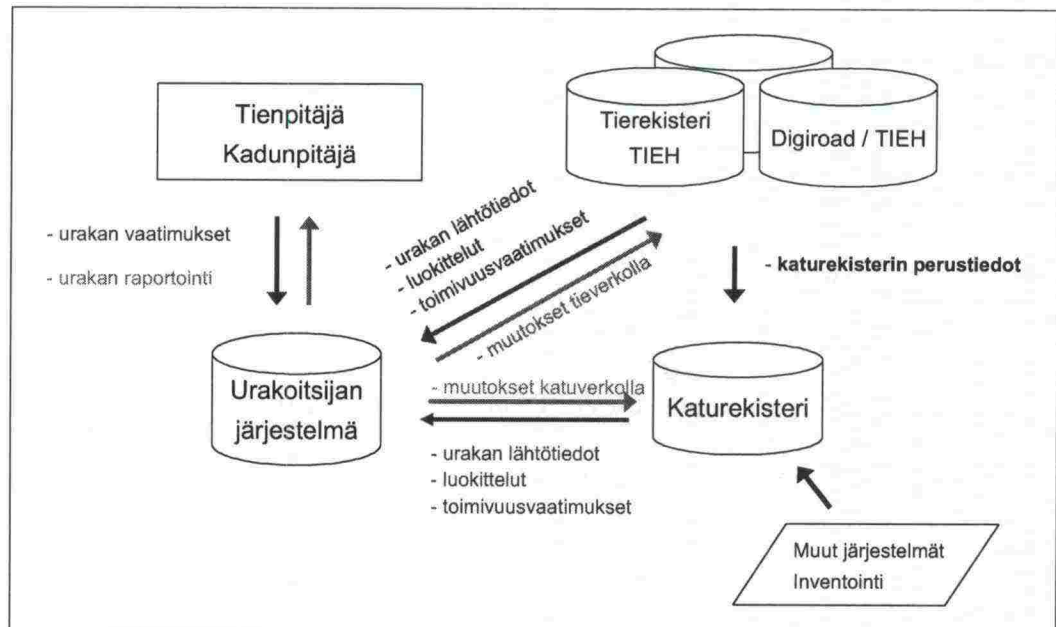 Tienpitäjä
Kadunpitäjä
Tierekisteri
TIEH
Digiroad / TIEH
- urakan vaatimukset
- urakan raportointi
- urakan lähtötiedot
- luokittelut
- toimivuusvaatimukset
- muutokset tieverkolla
- katurekisterin perustiedot
Urakoitsijan
järjestelmä
- muutokset katuverkolla
Katurekisteri
- urakan lähtötiedot
- luokittelut
- toimivuusvaatimukset
Muut järjestelmät
Inventointi